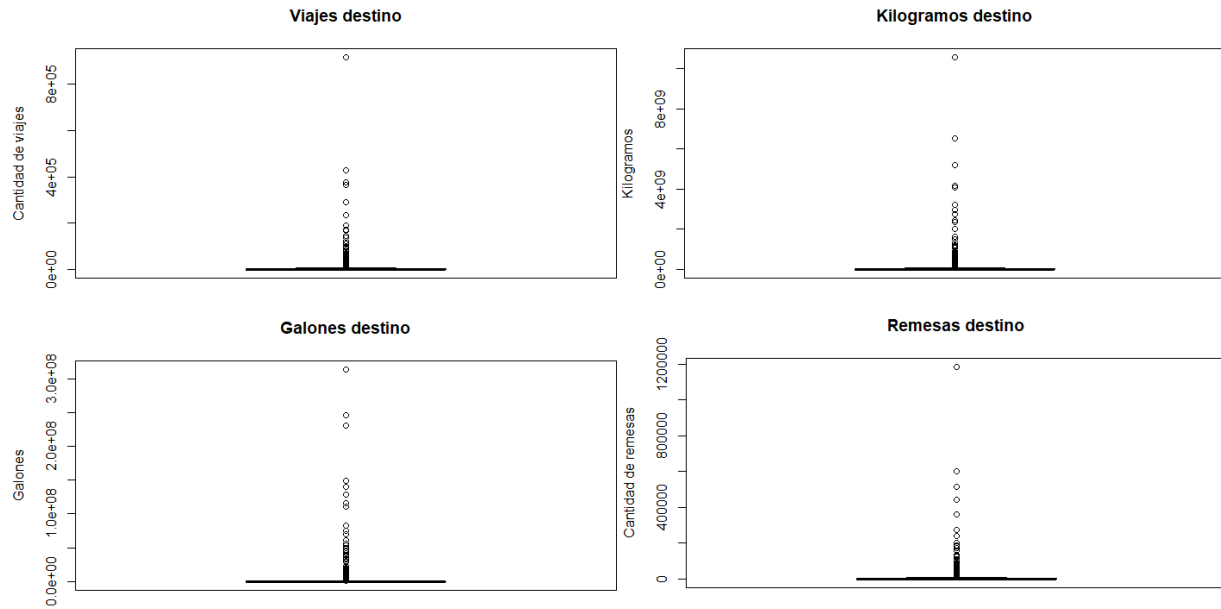 Viajes destino
Cantidad de viajes
8e+05
4e+05
0e+00
Kilogramos destino
Kilogramos
8e+09
4e+09
0e+00
Galones destino
Galones
3.0e+08
2.0e+08
1.0e+08
0.0e+00
Remesas destino
Cantidad de remesas
1200000
800000
400000
0